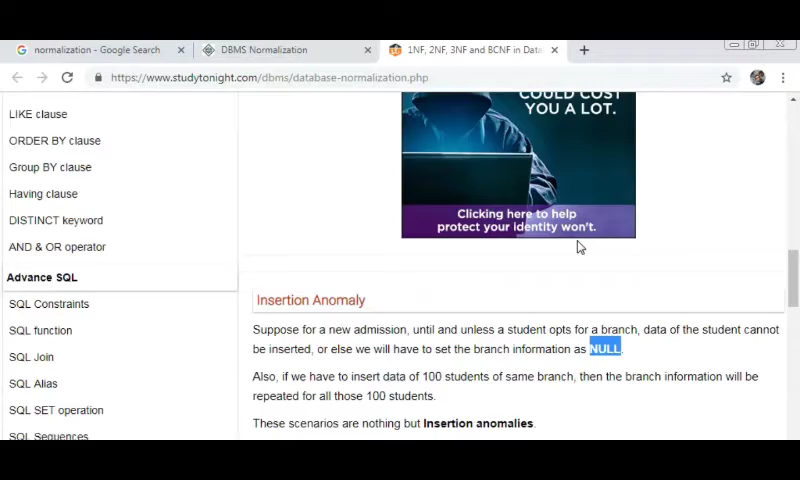 normalization - Google Search
DBMS Normalization
1NF, 2NF, 3NF and BCNF in Data
https://www.studytonight.com/dbms/database-normalization.php
LIKE clause
ORDER BY clause
Group BY clause
Having clause
DISTINCT keyword
AND & OR operator
Advance SQL
SQL Constraints
SQL function
SQL Join
SQL Alias
SQL SET operation
SQL Sequences
COULD COST
YOU A LOT.
Clicking here to help
protect your identity won't.
Insertion Anomaly
Suppose for a new admission, until and unless a student opts for a branch, data of the student cannot
be inserted, or else we will have to set the branch information as NULL.
Also, if we have to insert data of 100 students of same branch, then the branch information will be
repeated for all those 100 students.
These scenarios are nothing but Insertion anomalies.